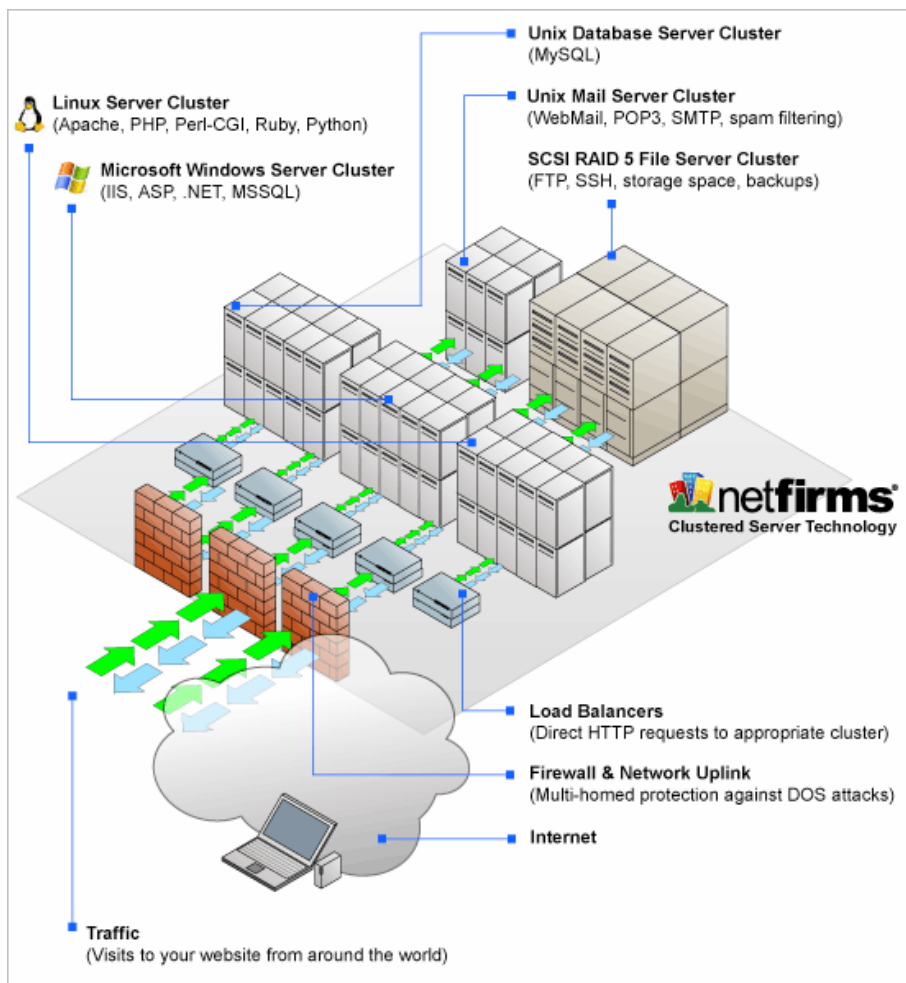 Unix Database Server Cluster
(MySQL)
Linux Server Cluster
(Apache, PHP, Perl-CGI, Ruby, Python)
Unix Mail Server Cluster
(WebMail, POP3, SMTP, spam filtering)
Microsoft Windows Server Cluster
(IIS, ASP, .NET, MSSQL)
SCSI RAID 5 File Server Cluster
(FTP, SSH, storage space, backups)
netfirms®
Clustered Server Technology
Load Balancers
(Direct HTTP requests to appropriate cluster)
Firewall & Network Uplink
(Multi-homed protection against DOS attacks)
Internet
Traffic
(Visits to your website from around the world)